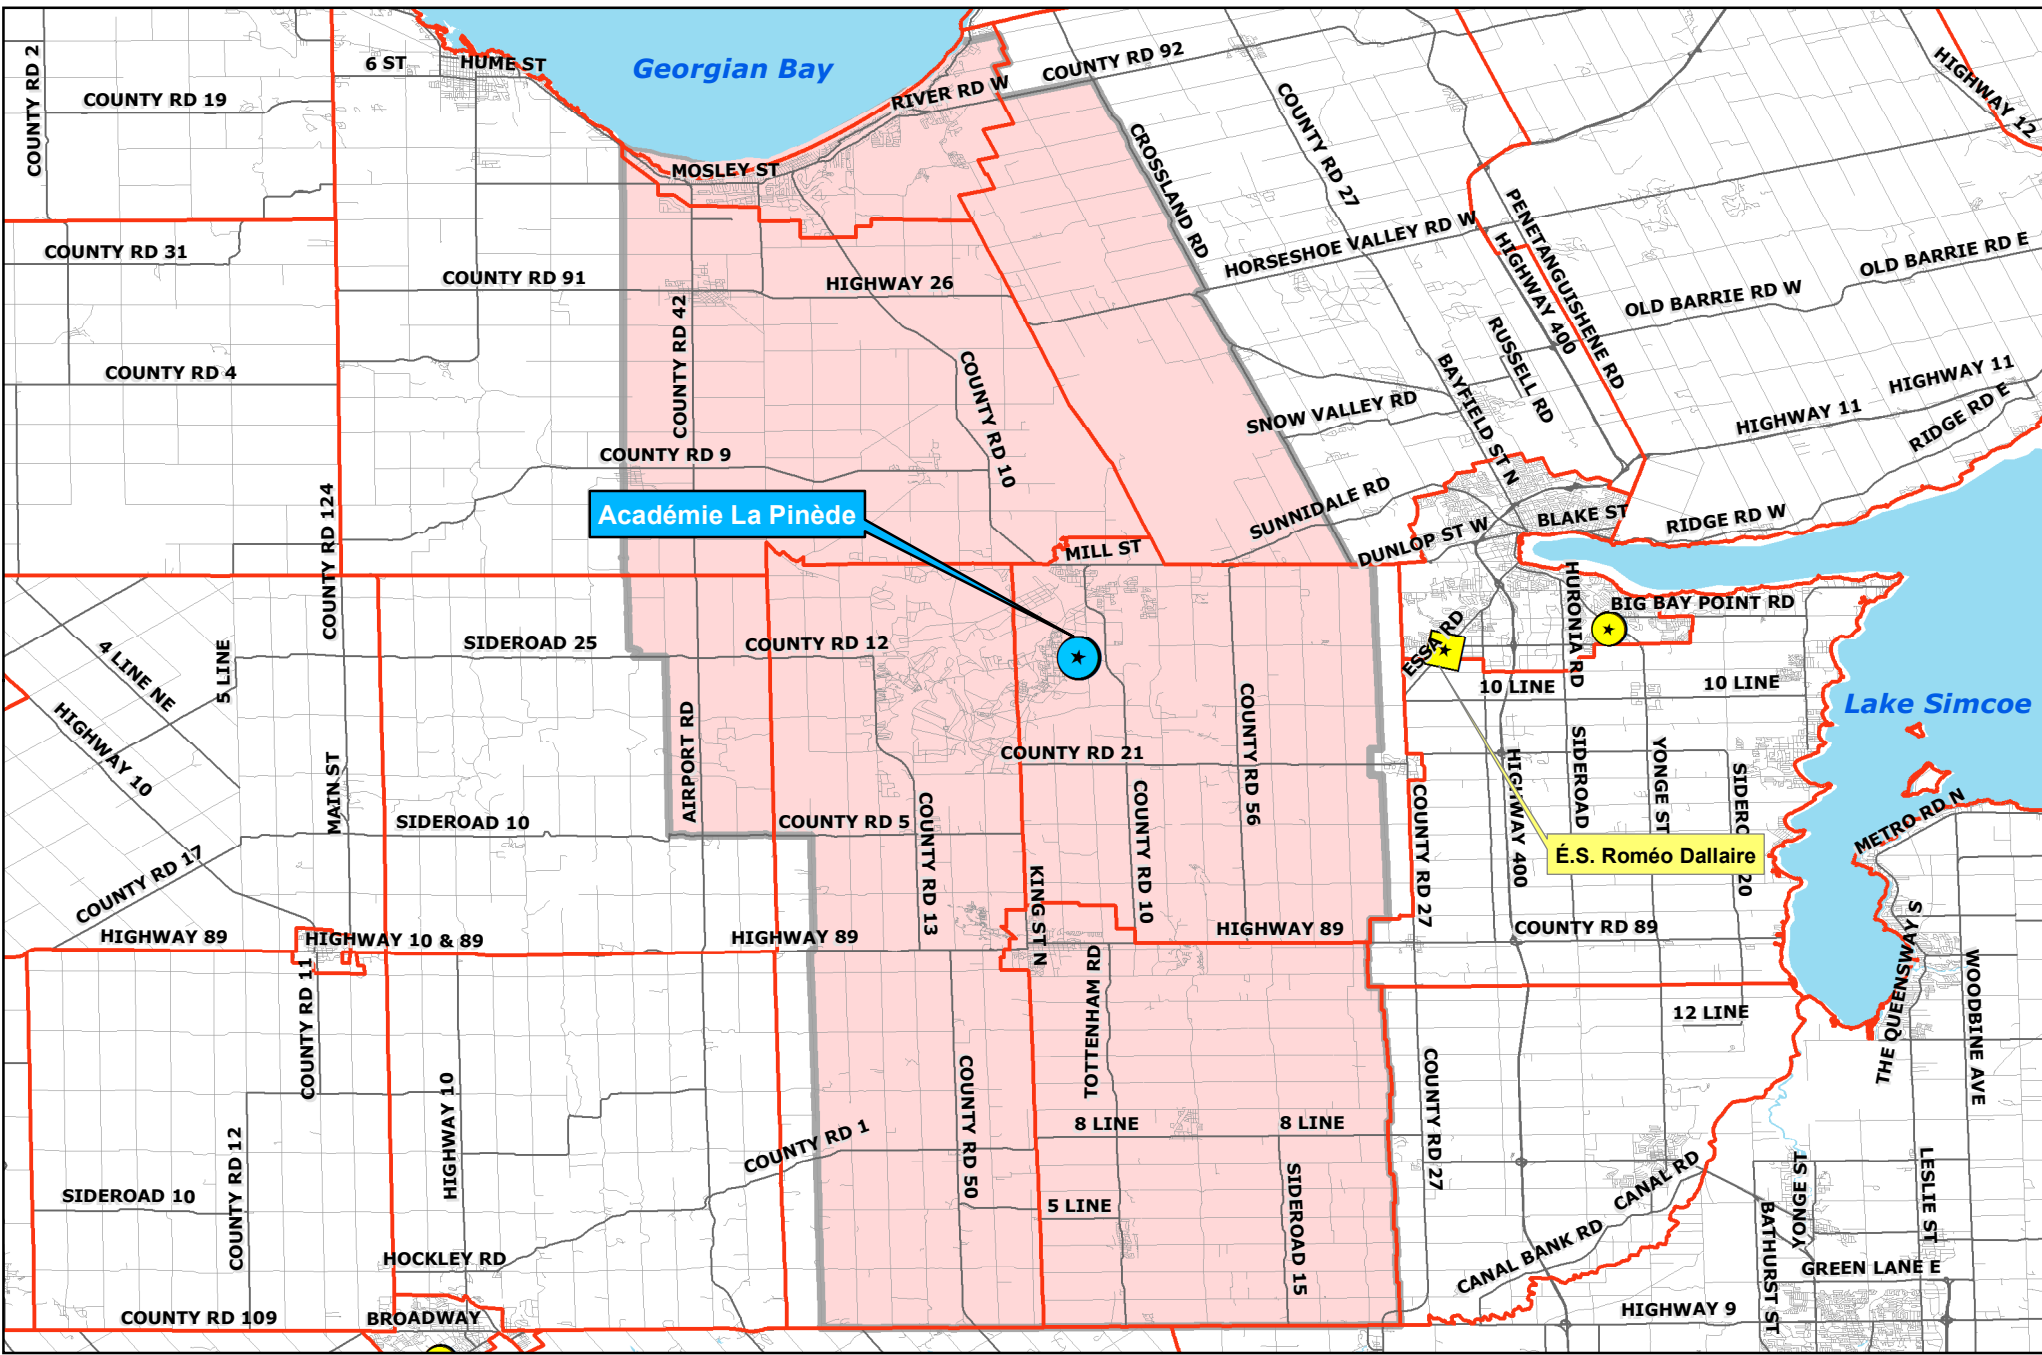 COUNTY RD 2
6 ST
HUME ST
Georgian Bay
COUNTY RD 92
HIGHWAY 12
COUNTY RD 19
RIVER RD W
COUNTY RD 27
CROSSLAND RD
MOSLEY ST
PENETANGUISHENE RD
HORSESHOE VALLEY RD W
HIGHWAY 400
COUNTY RD 31
OLD BARRIE RD E
COUNTY RD 91
HIGHWAY 26
OLD BARRIE RD W
COUNTY RD 42
RUSSELL RD
COUNTY RD 4
COUNTY RD 10
BAYFIELD ST N
HIGHWAY 11
SNOW VALLEY RD
HIGHWAY 11
RIDGE RD E
COUNTY RD 9
COUNTY RD 124
SUNNIDALE RD
Académie La Pinède
BLAKE ST
RIDGE RD W
DUNLOP ST W
MILL ST
HURONIA RD
BIG BAY POINT RD
4 LINE NE
5 LINE
SIDEROAD 25
COUNTY RD 12
ESSA RD
10 LINE
10 LINE
Lake Simcoe
HIGHWAY 10
AIRPORT RD
COUNTY RD 56
COUNTY RD 21
MAIN ST
HIGHWAY 400
SIDEROAD
YONGE ST
SIDERO
20
COUNTY RD 10
COUNTY RD 27
METRO RD N
SIDEROAD 10
COUNTY RD 5
COUNTY RD 13
É.S. Roméo Dallaire
COUNTY RD 17
KING ST N
HIGHWAY 89
HIGHWAY 10 & 89
HIGHWAY 89
HIGHWAY 89
COUNTY RD 89
THE QUEENSWAY S
WOODBINE AVE
COUNTY RD 11
TOTTENHAM RD
12 LINE
COUNTY RD 50
COUNTY RD 27
HIGHWAY 10
8 LINE
8 LINE
COUNTY RD 1
COUNTY RD 12
SIDEROAD 10
5 LINE
SIDEROAD 15
CANAL RD
YONGE ST
LESLIE ST
BATHURST ST
CANAL BANK RD
HOCKLEY RD
GREEN LANE E
COUNTY RD 109
BROADWAY
HIGHWAY 9